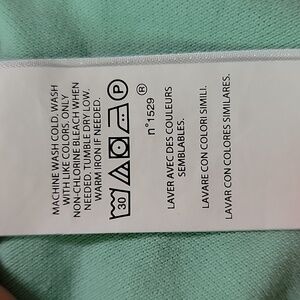 MACHINE WASH COLD. WASH
WITH LIKE COLORS. ONLY
NON-CHLORINE BLEACH WHEN
NEEDED. TUMBLE DRY LOW.
WARM IRON IF NEEDED.
30 P ®
n°1529
LAVER AVEC DES COULEURS
SEMBLABLES.
LAVARE CON COLORI SIMILI.
LAVAR CON COLORES SIMILARES.